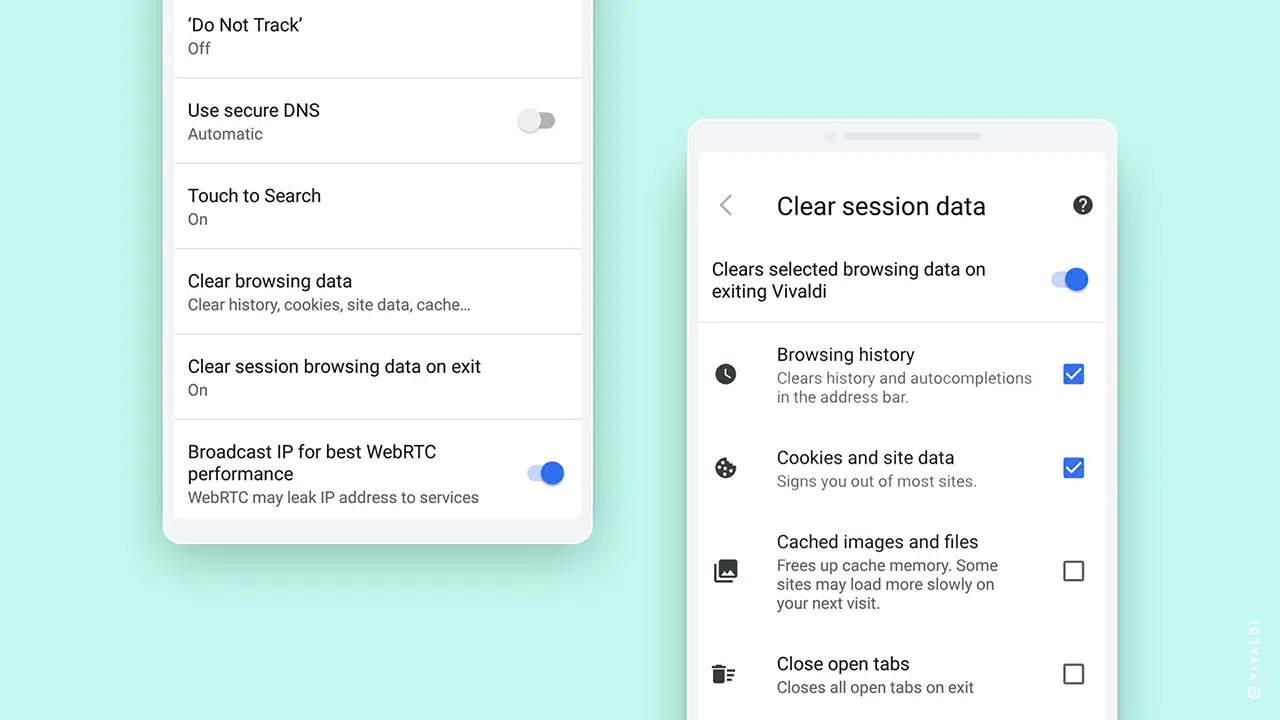 ‘Do Not Track’
Off
Use secure DNS
Automatic
Touch to Search
On
Clear browsing data
Clear history, cookies, site data, cache…
Clear session browsing data on exit
On
Broadcast IP for best WebRTC
performance
WebRTC may leak IP address to services
Clear session data
?
Clears selected browsing data on
exiting Vivaldi
Browsing history
Clears history and autocompletions
in the address bar.
Cookies and site data
Signs you out of most sites.
Cached images and files
Frees up cache memory. Some
sites may load more slowly on
your next visit.
Close open tabs
Closes all open tabs on exit
VIVALDI